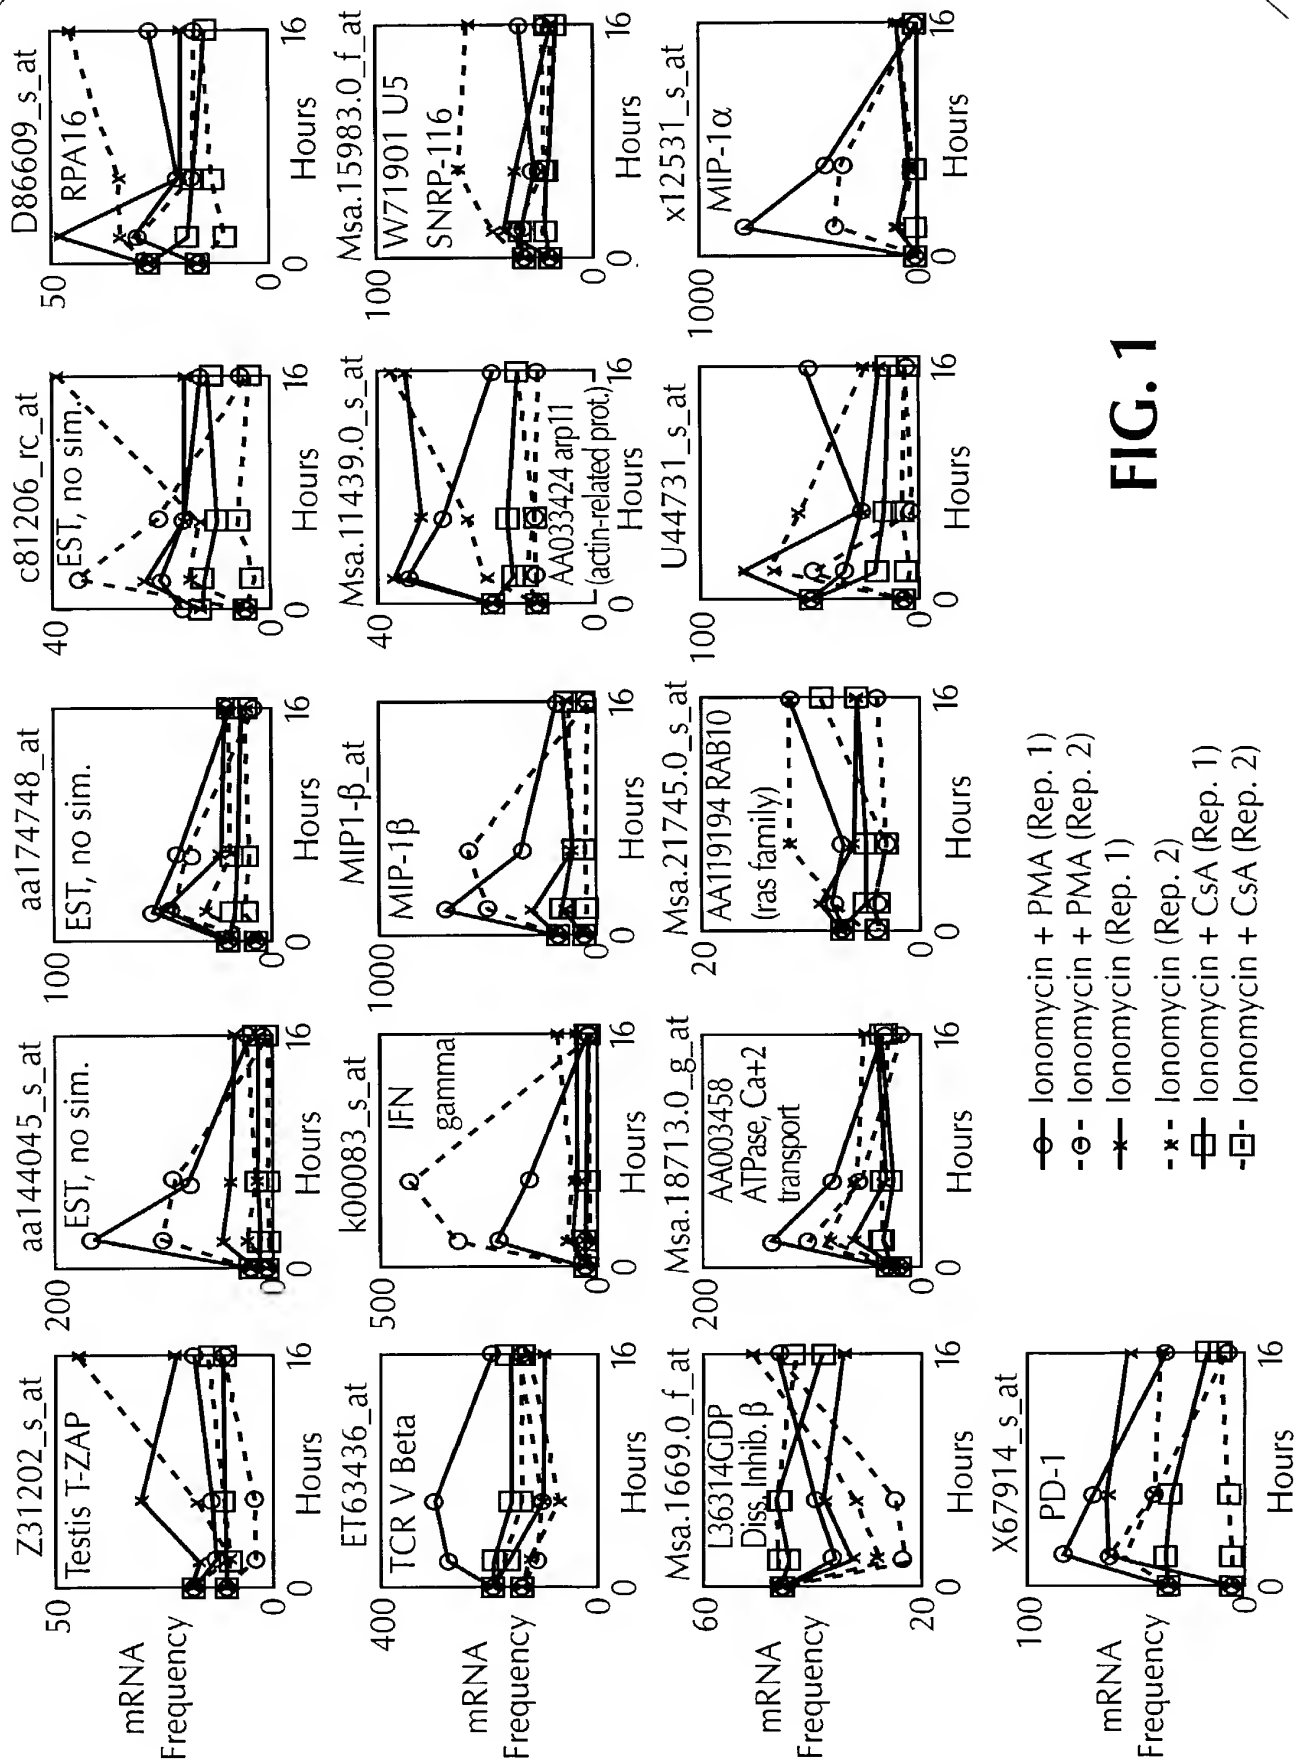 Z31202_s_at
50
Testis T-ZAP
mRNA
Frequency
0
0
16
Hours
aa144045_s_at
200
EST, no sim.
0
0
16
Hours
aa174748_at
100
EST, no sim.
0
0
16
Hours
c81206_rc_at
40
EST, no sim.
0
0
16
Hours
D86609_s_at
50
RPA16
0
0
16
Hours
ET63436_at
400
TCR V Beta
mRNA
Frequency
0
0
16
Hours
k00083_s_at
500
IFN
gamma
0
0
16
Hours
MIP1-β_at
1000
MIP-1β
0
0
16
Hours
Msa.11439.0_s_at
40
AA033424 arp11
(actin-related prot.)
0
0
16
Hours
Msa.15983.0_f_at
100
W71901 U5
SNRP-116
0
0
16
Hours
Msa.1669.0_f_at
60
L36314GDP
Diss. Inhib.β
mRNA
Frequency
20
0
16
Hours
Msa.18713.0_g_at
200
AA003458
ATPase, Ca+2
transport
0
0
16
Hours
Msa.21745.0_s_at
20
AA119194 RAB10
(ras family)
0
0
16
Hours
U44731_s_at
100
0
0
16
Hours
x12531_s_at
1000
MIP-1α
0
0
16
Hours
X67914_s_at
100
PD-1
mRNA
Frequency
0
0
16
Hours
Ionomycin + PMA (Rep. 1)
Ionomycin + PMA (Rep. 2)
Ionomycin (Rep. 1)
Ionomycin (Rep. 2)
Ionomycin + CsA (Rep. 1)
Ionomycin + CsA (Rep. 2)
FIG. 1